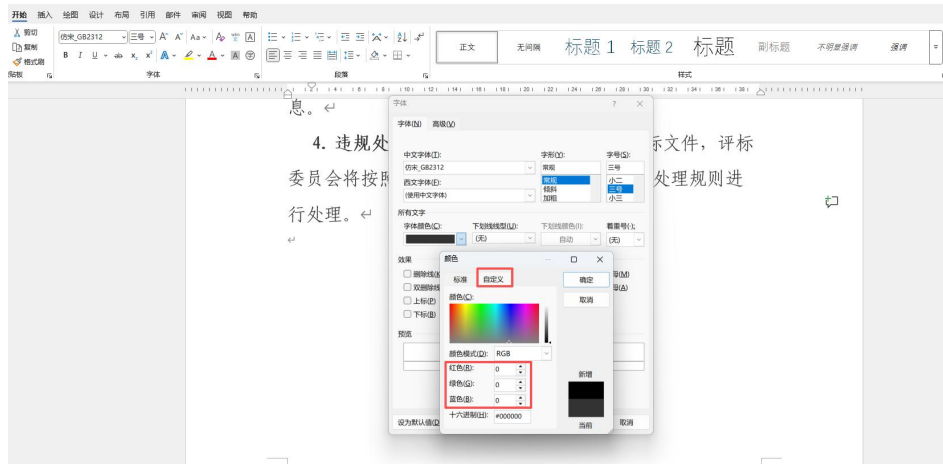 开始 插入 绘图 设计 布局 引用 邮件 审阅 视图 帮助
剪切
复制
格式刷
仿宋_GB2312 三号
B I U ab x₂ x²
正文 无间隔 标题 1 标题 2 标题 副标题 不明显强调 强调
字体 段落 样式
息。
4. 违规处
标文件，评标
委员会将按照
处理规则进
行处理。
字体
字体(N) 高级(V)
中文字体(T): 字形(Y): 字号(S):
仿宋_GB2312 常规 三号
西文字体(F): 常规 小二
(使用中文字体) 倾斜 三号
加粗 小三
所有文字
字体颜色(C): 下划线线型(U): 下划线颜色(I): 着重号(·):
(无) 自动 (无)
效果
删除线(K)
双删除线
上标(P)
下标(B)
母(M)
母(A)
预览
设为默认值(D)
取消
颜色
标准 自定义
确定
取消
颜色(C):
颜色模式(D): RGB
红色(R): 0
绿色(G): 0
蓝色(B): 0
十六进制(H): #000000
新增
当前